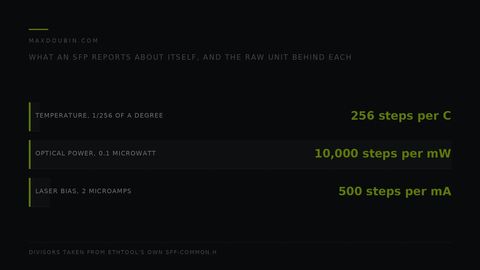 MAXDOUBIN.COM
WHAT AN SFP REPORTS ABOUT ITSELF, AND THE RAW UNIT BEHIND EACH
TEMPERATURE, 1/256 OF A DEGREE
256 steps per C
OPTICAL POWER, 0.1 MICROWATT
10,000 steps per mW
LASER BIAS, 2 MICROAMPS
500 steps per mA
DIVISORS TAKEN FROM ETHTOOL'S OWN SFF-COMMON.H